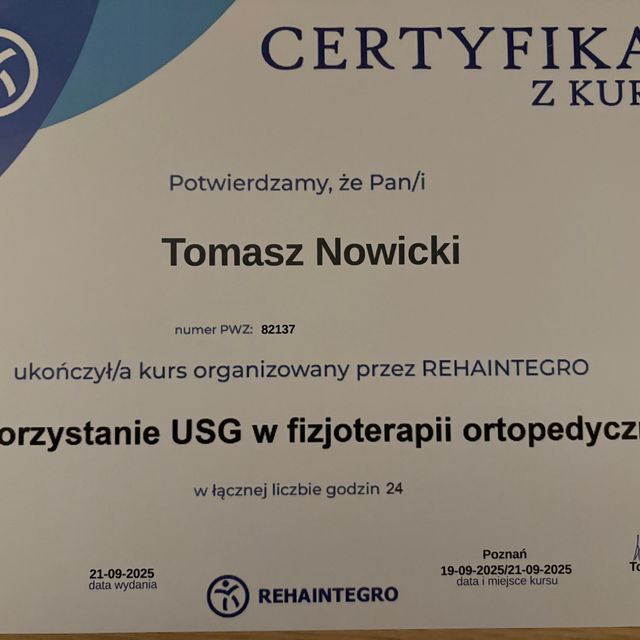 CERTYFIKA
Z KUR
Potwierdzamy, że Pan/i
Tomasz Nowicki
numer PWZ: 82137
ukończył/a kurs organizowany przez REHAINTEGRO
orzystanie USG w fizjoterapii ortopedyczn
w łącznej liczbie godzin 24
21-09-2025
data wydania
REHAINTEGRO
Poznań
19-09-2025/21-09-2025
data i miejsce kursu
To